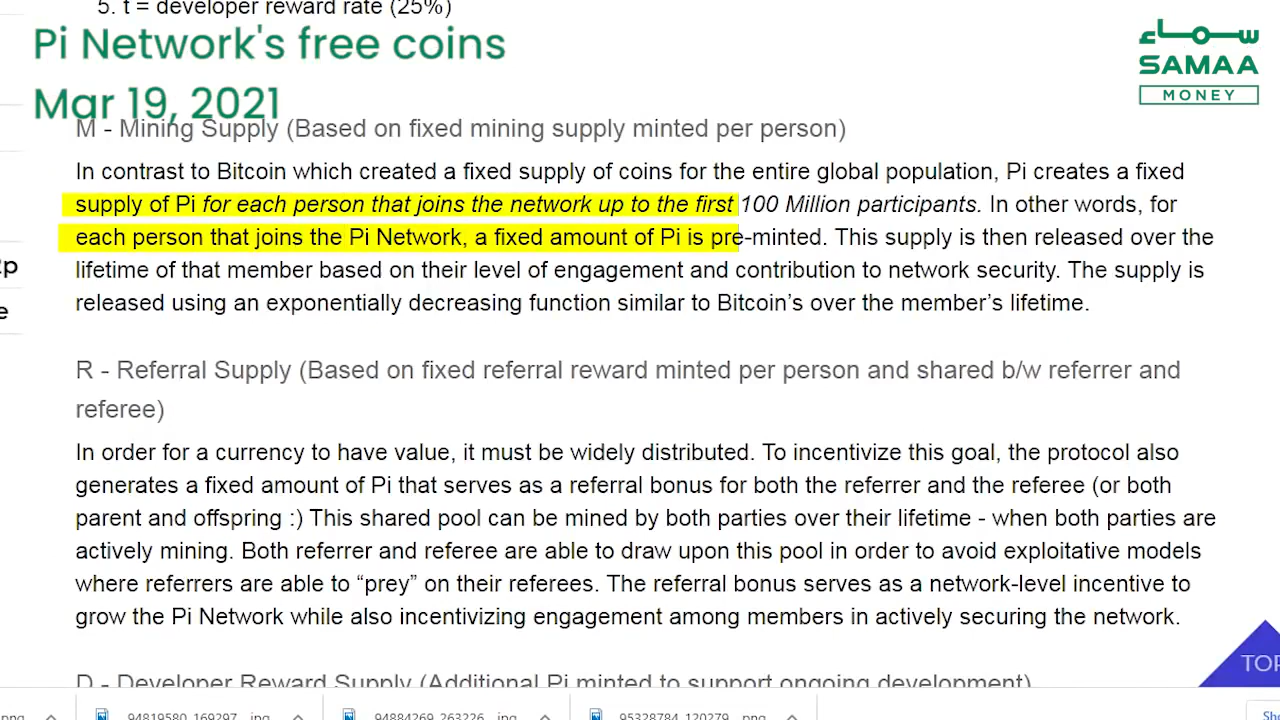 5. t = developer reward rate (25%)
Pi Network's free coins
Mar 19, 2021
سماء
SAMAA
MONEY
M - Mining Supply (Based on fixed mining supply minted per person)
In contrast to Bitcoin which created a fixed supply of coins for the entire global population, Pi creates a fixed
supply of Pi for each person that joins the network up to the first 100 Million participants. In other words, for
each person that joins the Pi Network, a fixed amount of Pi is pre-minted. This supply is then released over the
lifetime of that member based on their level of engagement and contribution to network security. The supply is
released using an exponentially decreasing function similar to Bitcoin’s over the member’s lifetime.
R - Referral Supply (Based on fixed referral reward minted per person and shared b/w referrer and
referee)
In order for a currency to have value, it must be widely distributed. To incentivize this goal, the protocol also
generates a fixed amount of Pi that serves as a referral bonus for both the referrer and the referee (or both
parent and offspring :) This shared pool can be mined by both parties over their lifetime - when both parties are
actively mining. Both referrer and referee are able to draw upon this pool in order to avoid exploitative models
where referrers are able to “prey” on their referees. The referral bonus serves as a network-level incentive to
grow the Pi Network while also incentivizing engagement among members in actively securing the network.
D - Developer Reward Supply (Additional Pi minted to support ongoing development)
TOP
.png
94819580_169297_.jpg
94884269_263226_.jpg
95328784_120279_.png